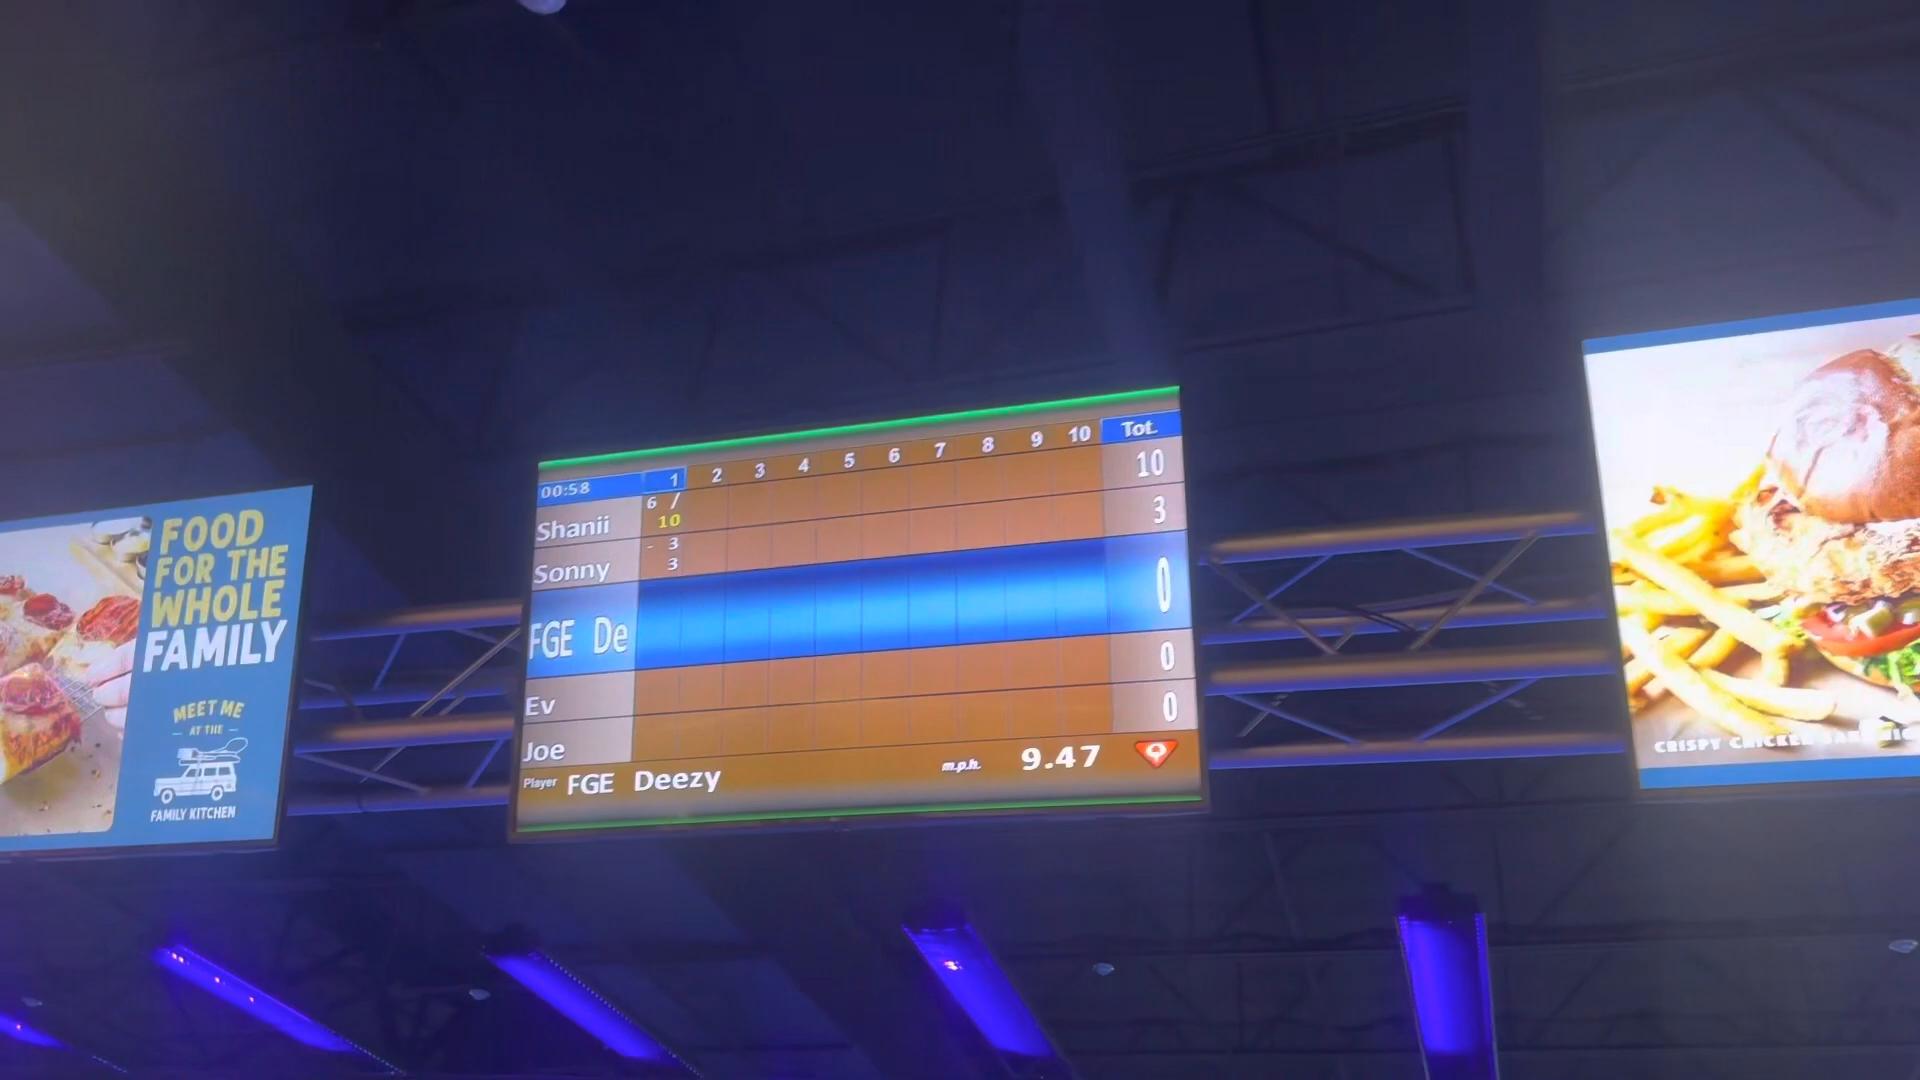 FOOD
FOR THE
WHOLE
FAMILY
MEET ME
AT THE
FAMILY KITCHEN
00:58 1 2 3 4 5 6 7 8 9 10 Tot.
Shanii 6 / 10 10
Sonny - 3 3 3
FGE De 0
Ev 0
Joe 0
Player FGE Deezy m.p.h. 9.47
CRISPY CHICKEN